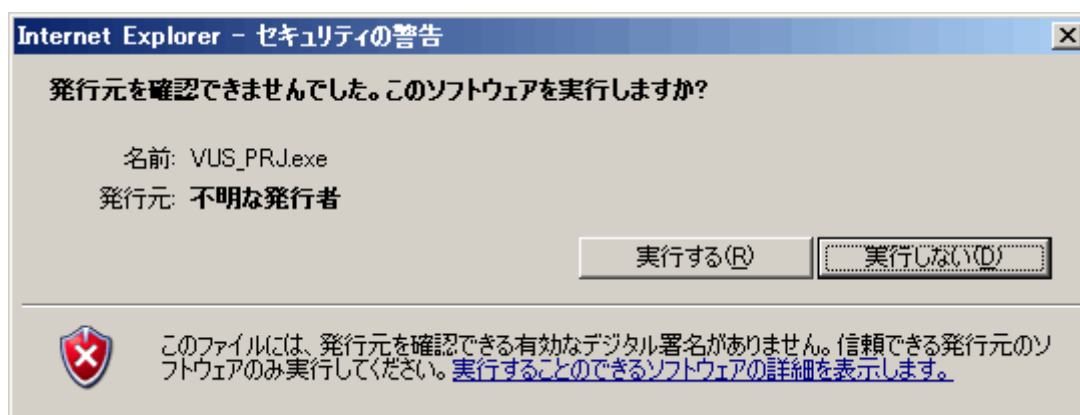 Internet Explorer - セキュリティの警告
発行元を確認できませんでした。このソフトウェアを実行しますか?
名前: VUS_PRJ.exe
発行元: 不明な発行者
実行する(R) 実行しない(D)
このファイルには、発行元を確認できる有効なデジタル署名がありません。信頼できる発行元のソ
フトウェアのみ実行してください。実行することのできるソフトウェアの詳細を表示します。